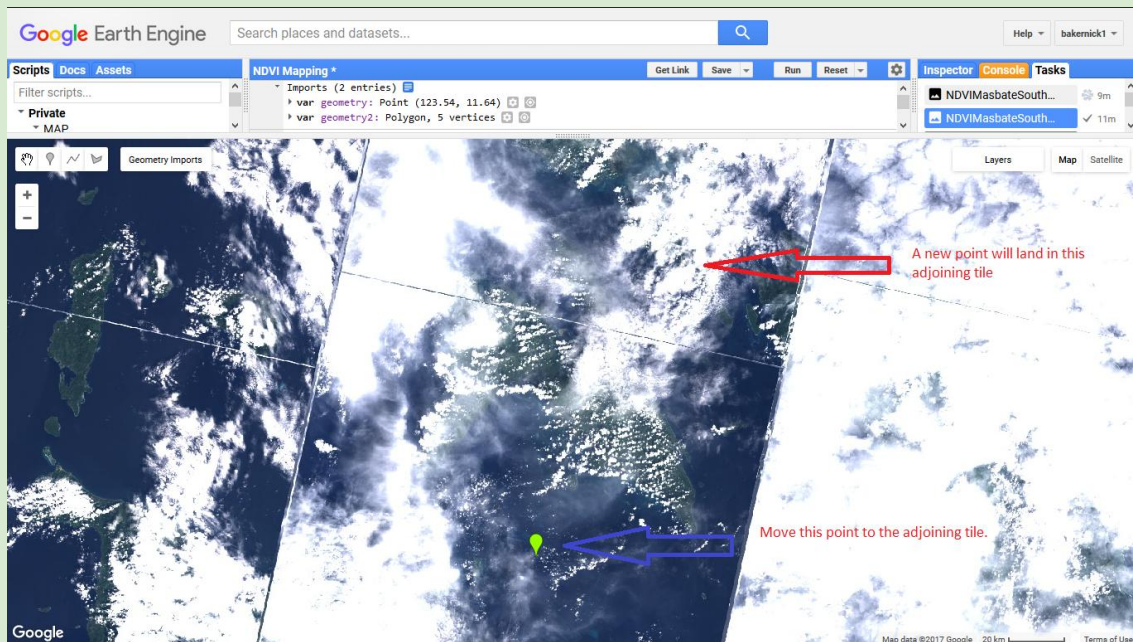 Google Earth Engine
Search places and datasets...
Help
bakernick1
Scripts Docs Assets
NDVI Mapping *
Get Link Save Run Reset
Inspector Console Tasks
Filter scripts...
Private
MAP
Imports (2 entries)
var geometry: Point (123.54, 11.64)
var geometry2: Polygon, 5 vertices
NDVIMasbateSouth... 9m
NDVIMasbateSouth... 11m
Geometry Imports
Layers
Map Satellite
+
−
A new point will land in this
adjoining tile
Move this point to the adjoining tile.
Google
Map data ©2017 Google 20 km Terms of Use